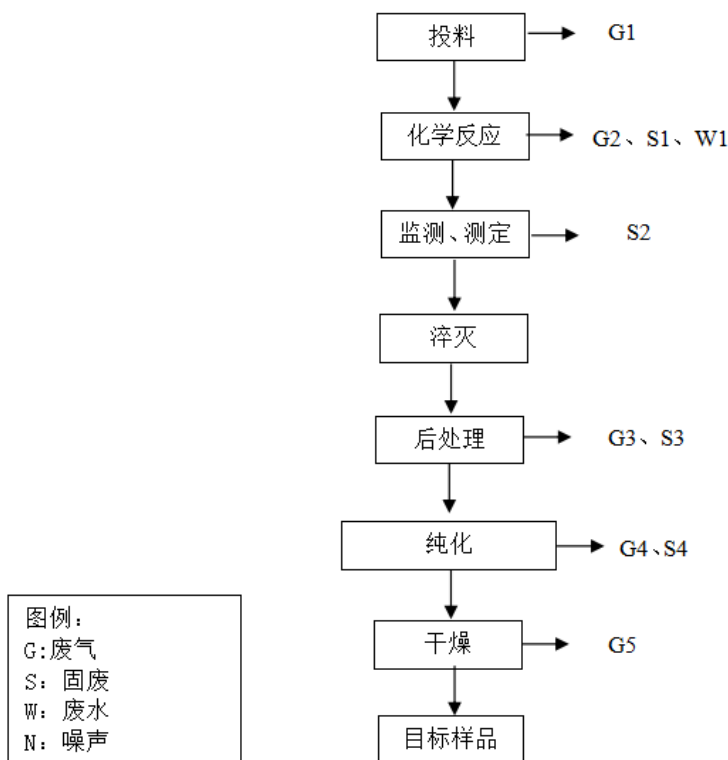 投料
G1
化学反应
G2、S1、W1
监测、测定
S2
淬灭
后处理
G3、S3
纯化
G4、S4
干燥
G5
目标样品
图例：
G:废气
S：固废
W：废水
N：噪声